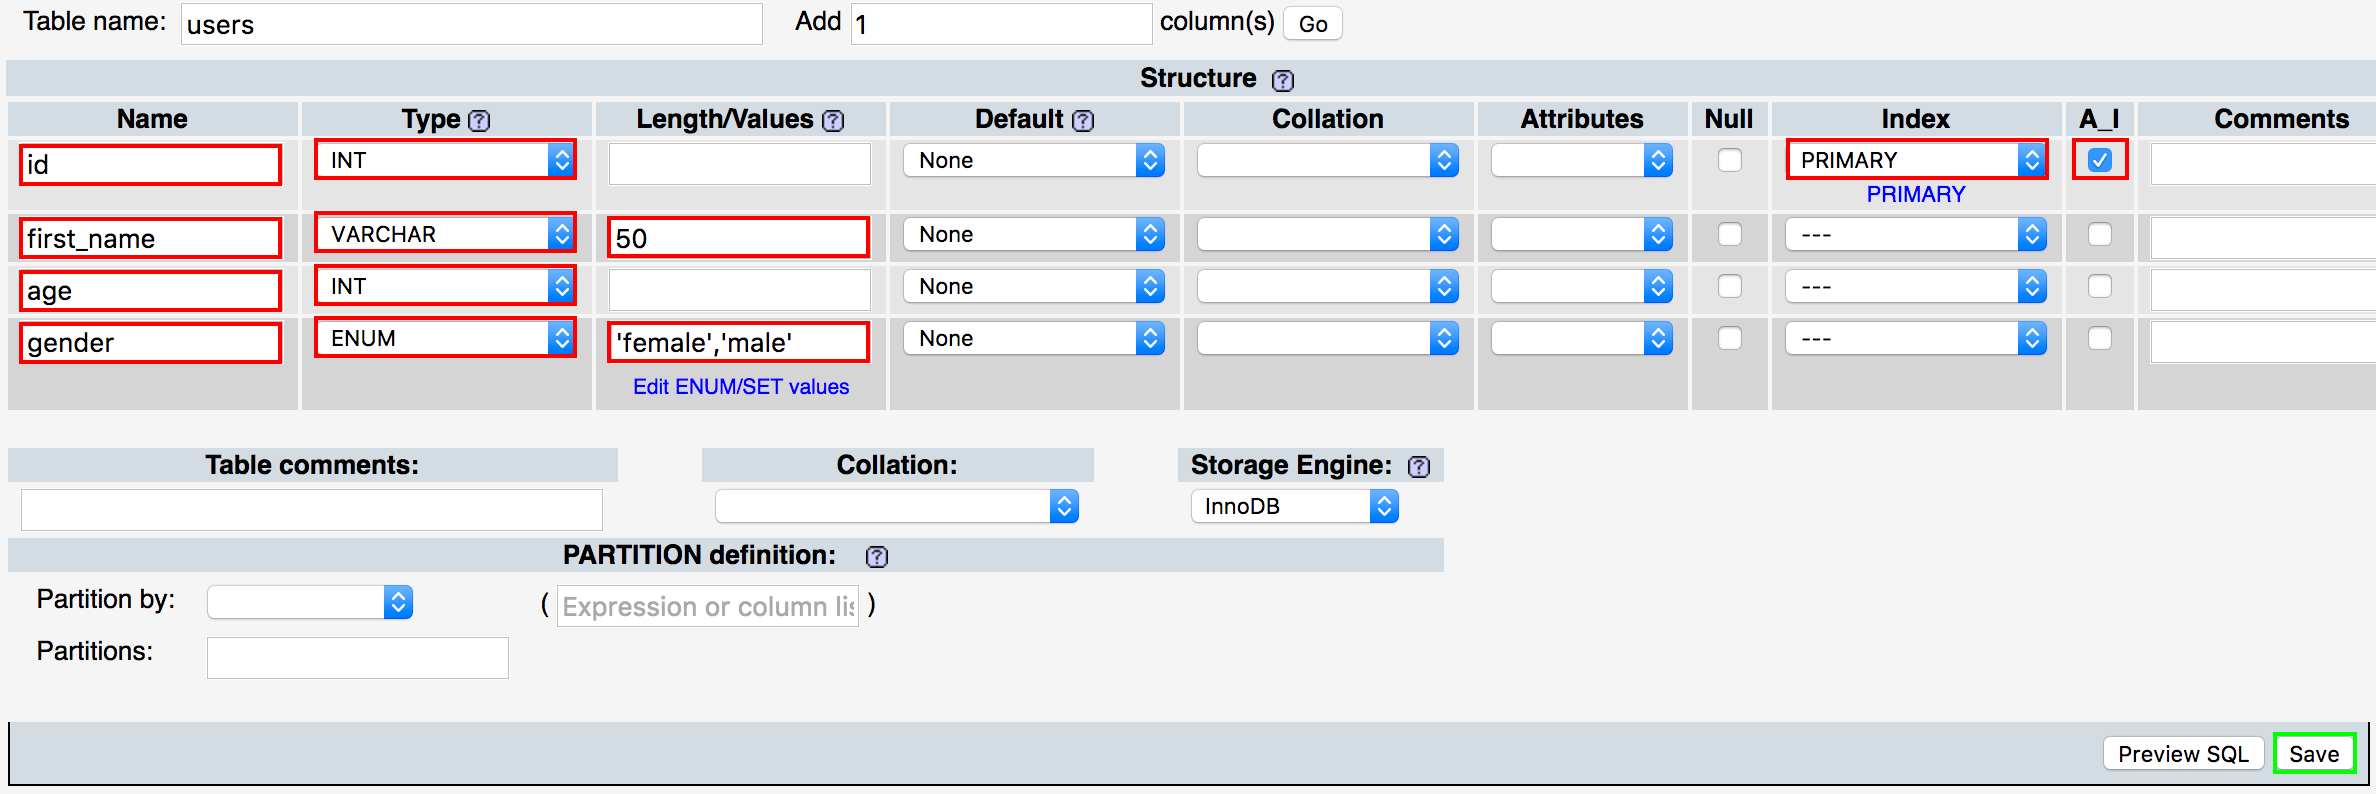 Table name: users Add 1 column(s) Go
Structure ?
Name Type ? Length/Values ? Default ? Collation Attributes Null Index A_I Comments
id INT None PRIMARY
PRIMARY
first_name VARCHAR 50 None ---
age INT None ---
gender ENUM 'female','male' None ---
Edit ENUM/SET values
Table comments: Collation: Storage Engine: ?
InnoDB
PARTITION definition: ?
Partition by: ( Expression or column lis )
Partitions:
Preview SQL Save